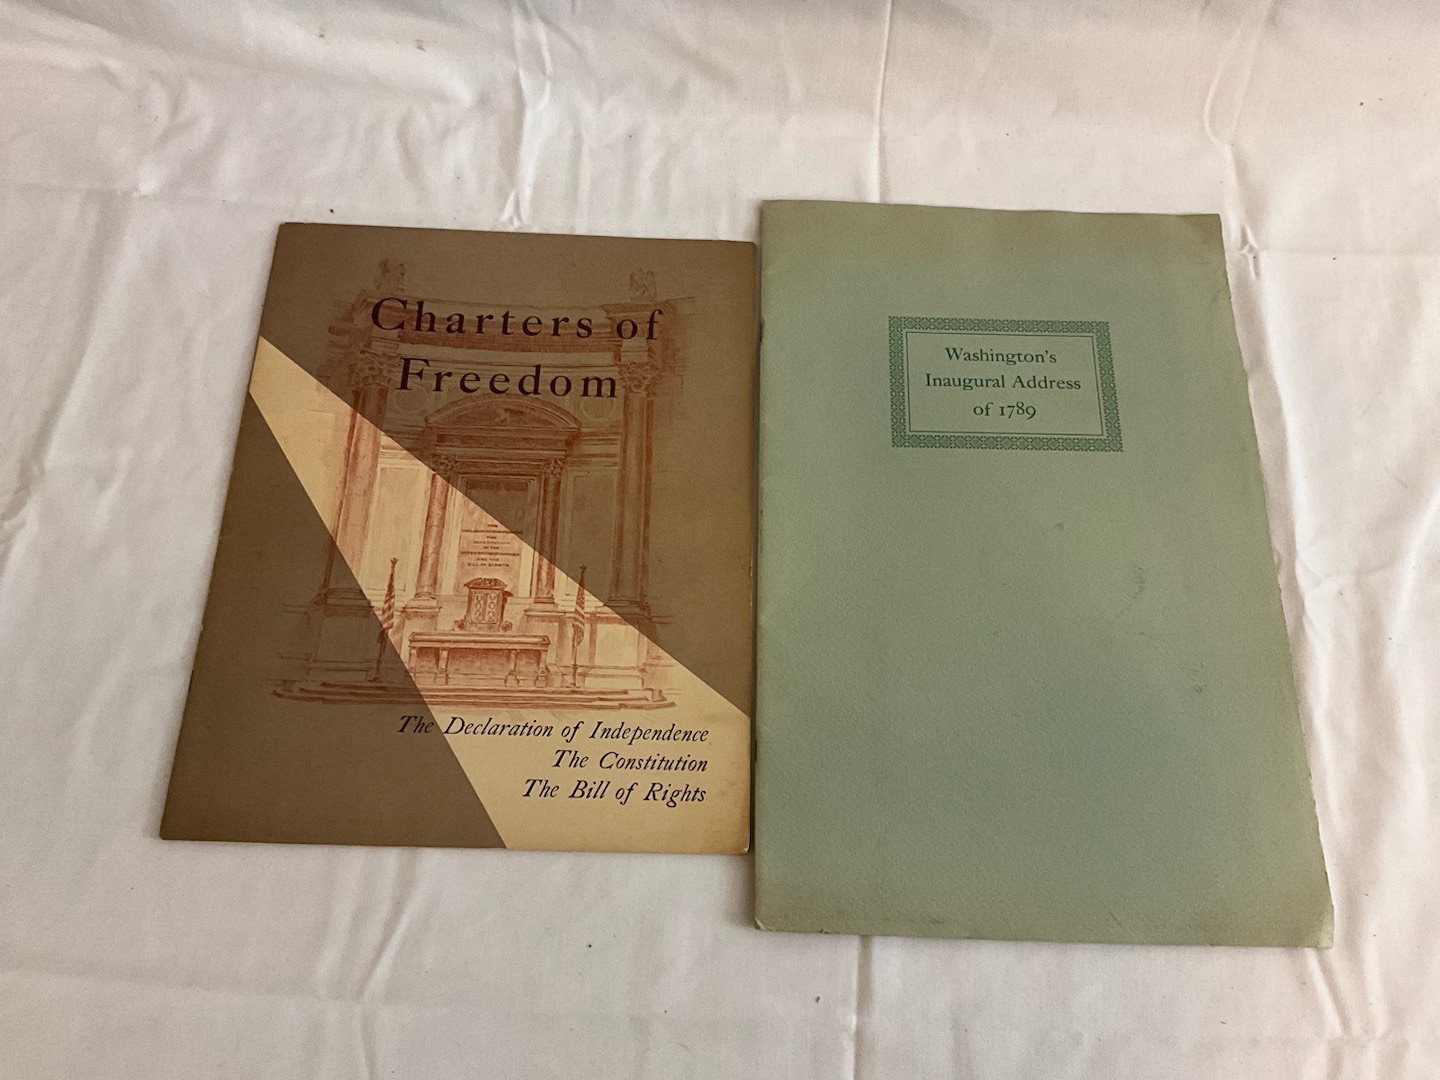 Charters of
Freedom
The Declaration of Independence
The Constitution
The Bill of Rights
Washington's
Inaugural Address
of 1789